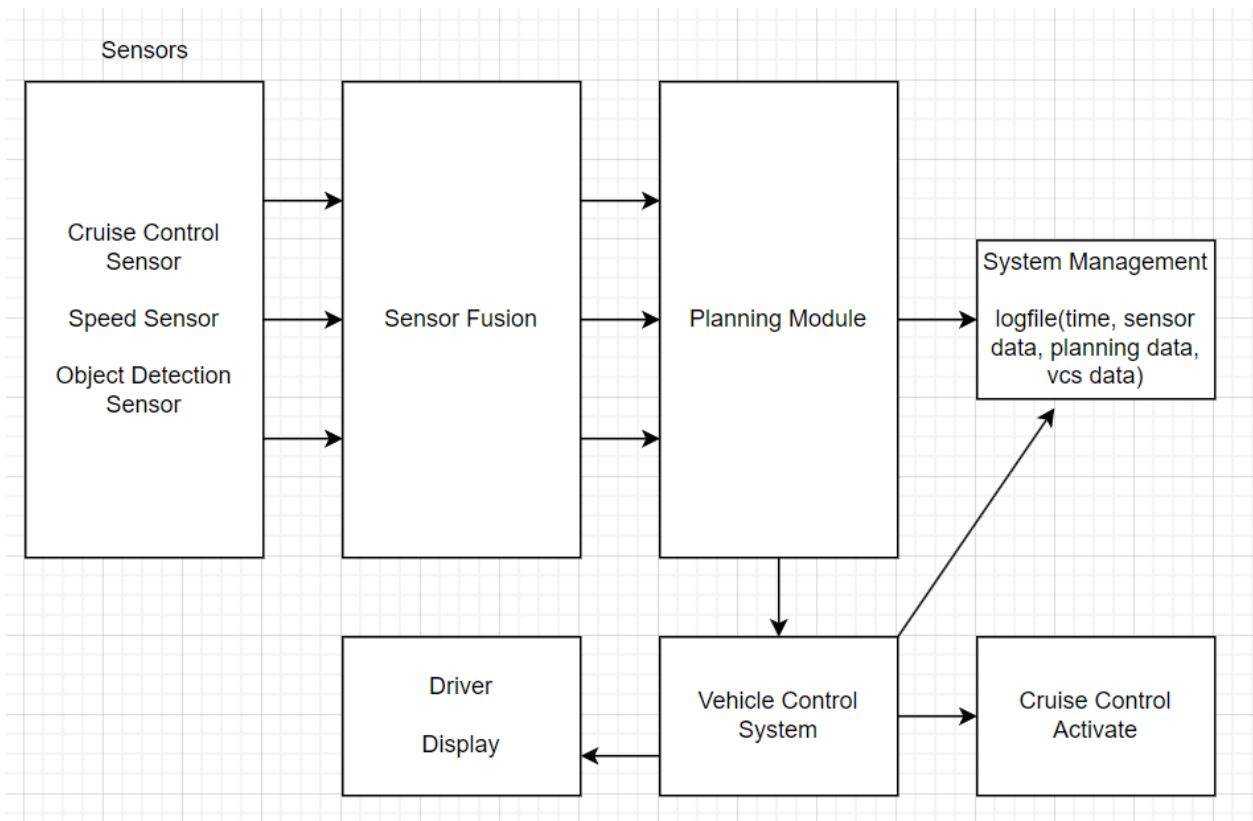 Sensors
Cruise Control
Sensor
Speed Sensor
Object Detection
Sensor
Sensor Fusion
Planning Module
System Management
logfile(time, sensor
data, planning data,
vcs data)
Driver
Display
Vehicle Control
System
Cruise Control
Activate